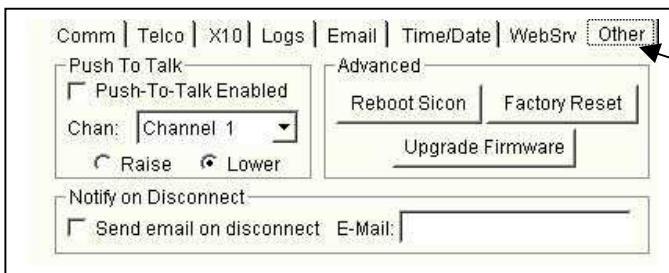 Comm Telco X10 Logs Email Time/Date WebSrv Other
Push To Talk
Push-To-Talk Enabled
Chan: Channel 1
Raise Lower
Advanced
Reboot Sicon Factory Reset
Upgrade Firmware
Notify on Disconnect
Send email on disconnect E-Mail: